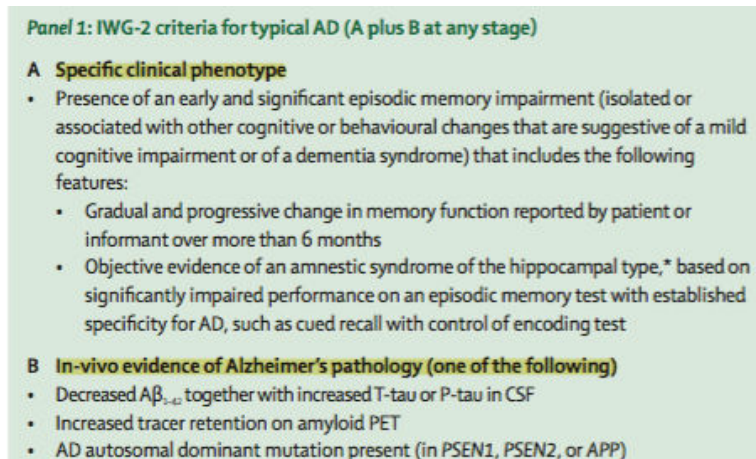 Panel 1: IWG-2 criteria for typical AD (A plus B at any stage)
A Specific clinical phenotype
• Presence of an early and significant episodic memory impairment (isolated or
associated with other cognitive or behavioural changes that are suggestive of a mild
cognitive impairment or of a dementia syndrome) that includes the following
features:
• Gradual and progressive change in memory function reported by patient or
informant over more than 6 months
• Objective evidence of an amnestic syndrome of the hippocampal type,* based on
significantly impaired performance on an episodic memory test with established
specificity for AD, such as cued recall with control of encoding test
B In-vivo evidence of Alzheimer's pathology (one of the following)
• Decreased Aβ₁₋₄₂ together with increased T-tau or P-tau in CSF
• Increased tracer retention on amyloid PET
• AD autosomal dominant mutation present (in PSEN1, PSEN2, or APP)